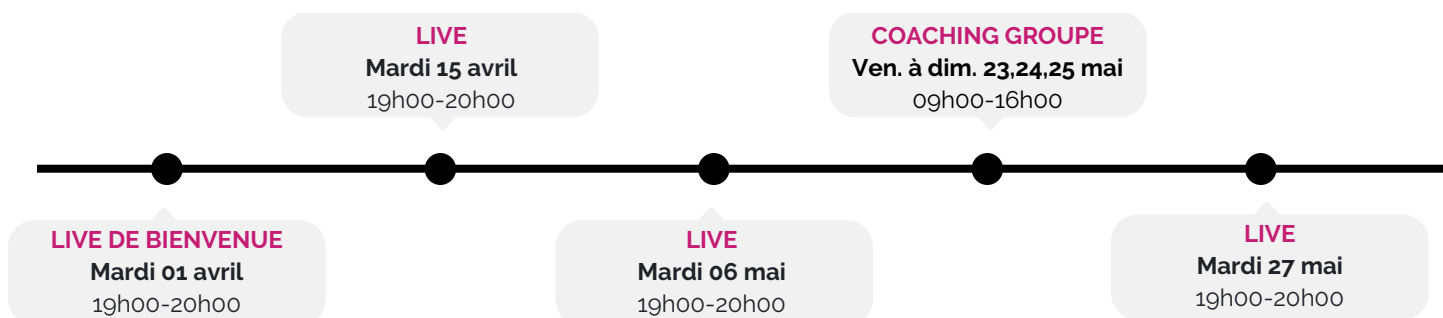 LIVE
Mardi 15 avril
19h00-20h00
COACHING GROUPE
Ven. à dim. 23,24,25 mai
09h00-16h00
LIVE DE BIENVENUE
Mardi 01 avril
19h00-20h00
LIVE
Mardi 06 mai
19h00-20h00
LIVE
Mardi 27 mai
19h00-20h00